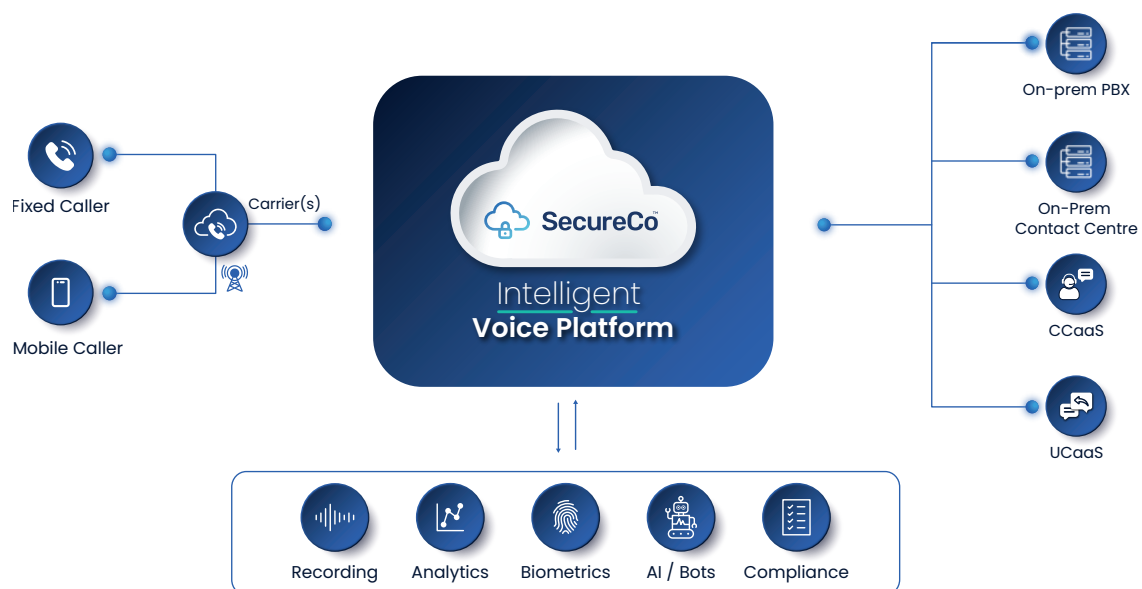 Fixed Caller
Mobile Caller
Carrier(s)
SecureCo™
Intelligent
Voice Platform
On-prem PBX
On-Prem
Contact Centre
CCaaS
UCaaS
Recording
Analytics
Biometrics
AI / Bots
Compliance